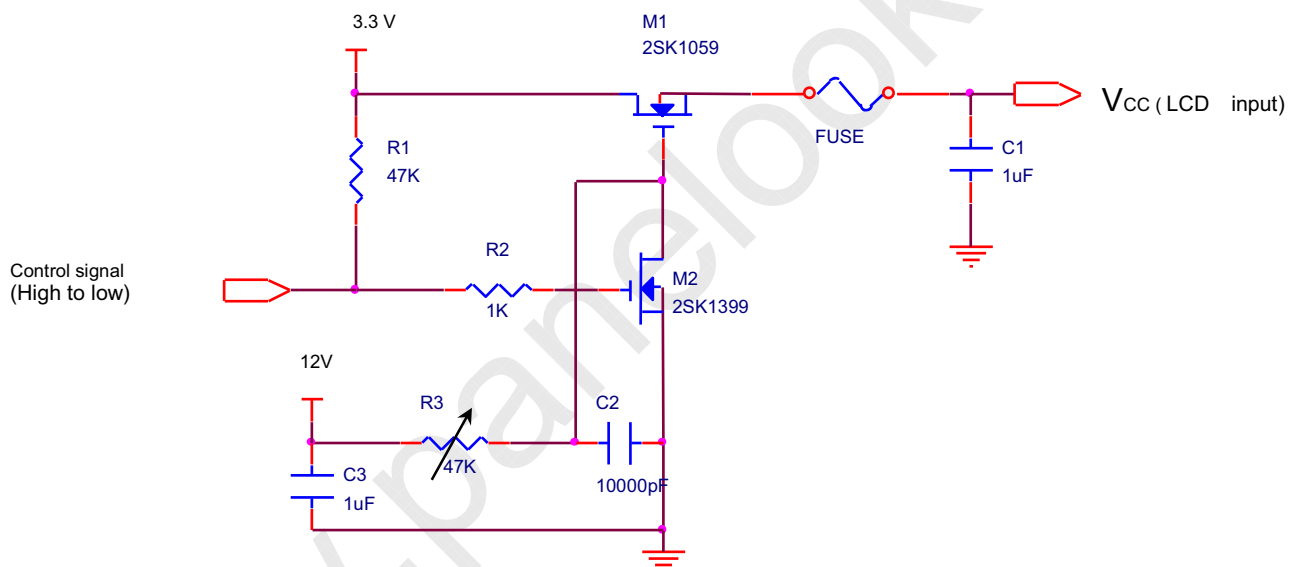 3.3 V
M1
2SK1059
FUSE
VCC ( LCD input)
R1
47K
C1
1uF
Control signal
(High to low)
R2
1K
M2
2SK1399
12V
R3
47K
C2
10000pF
C3
1uF
panelook